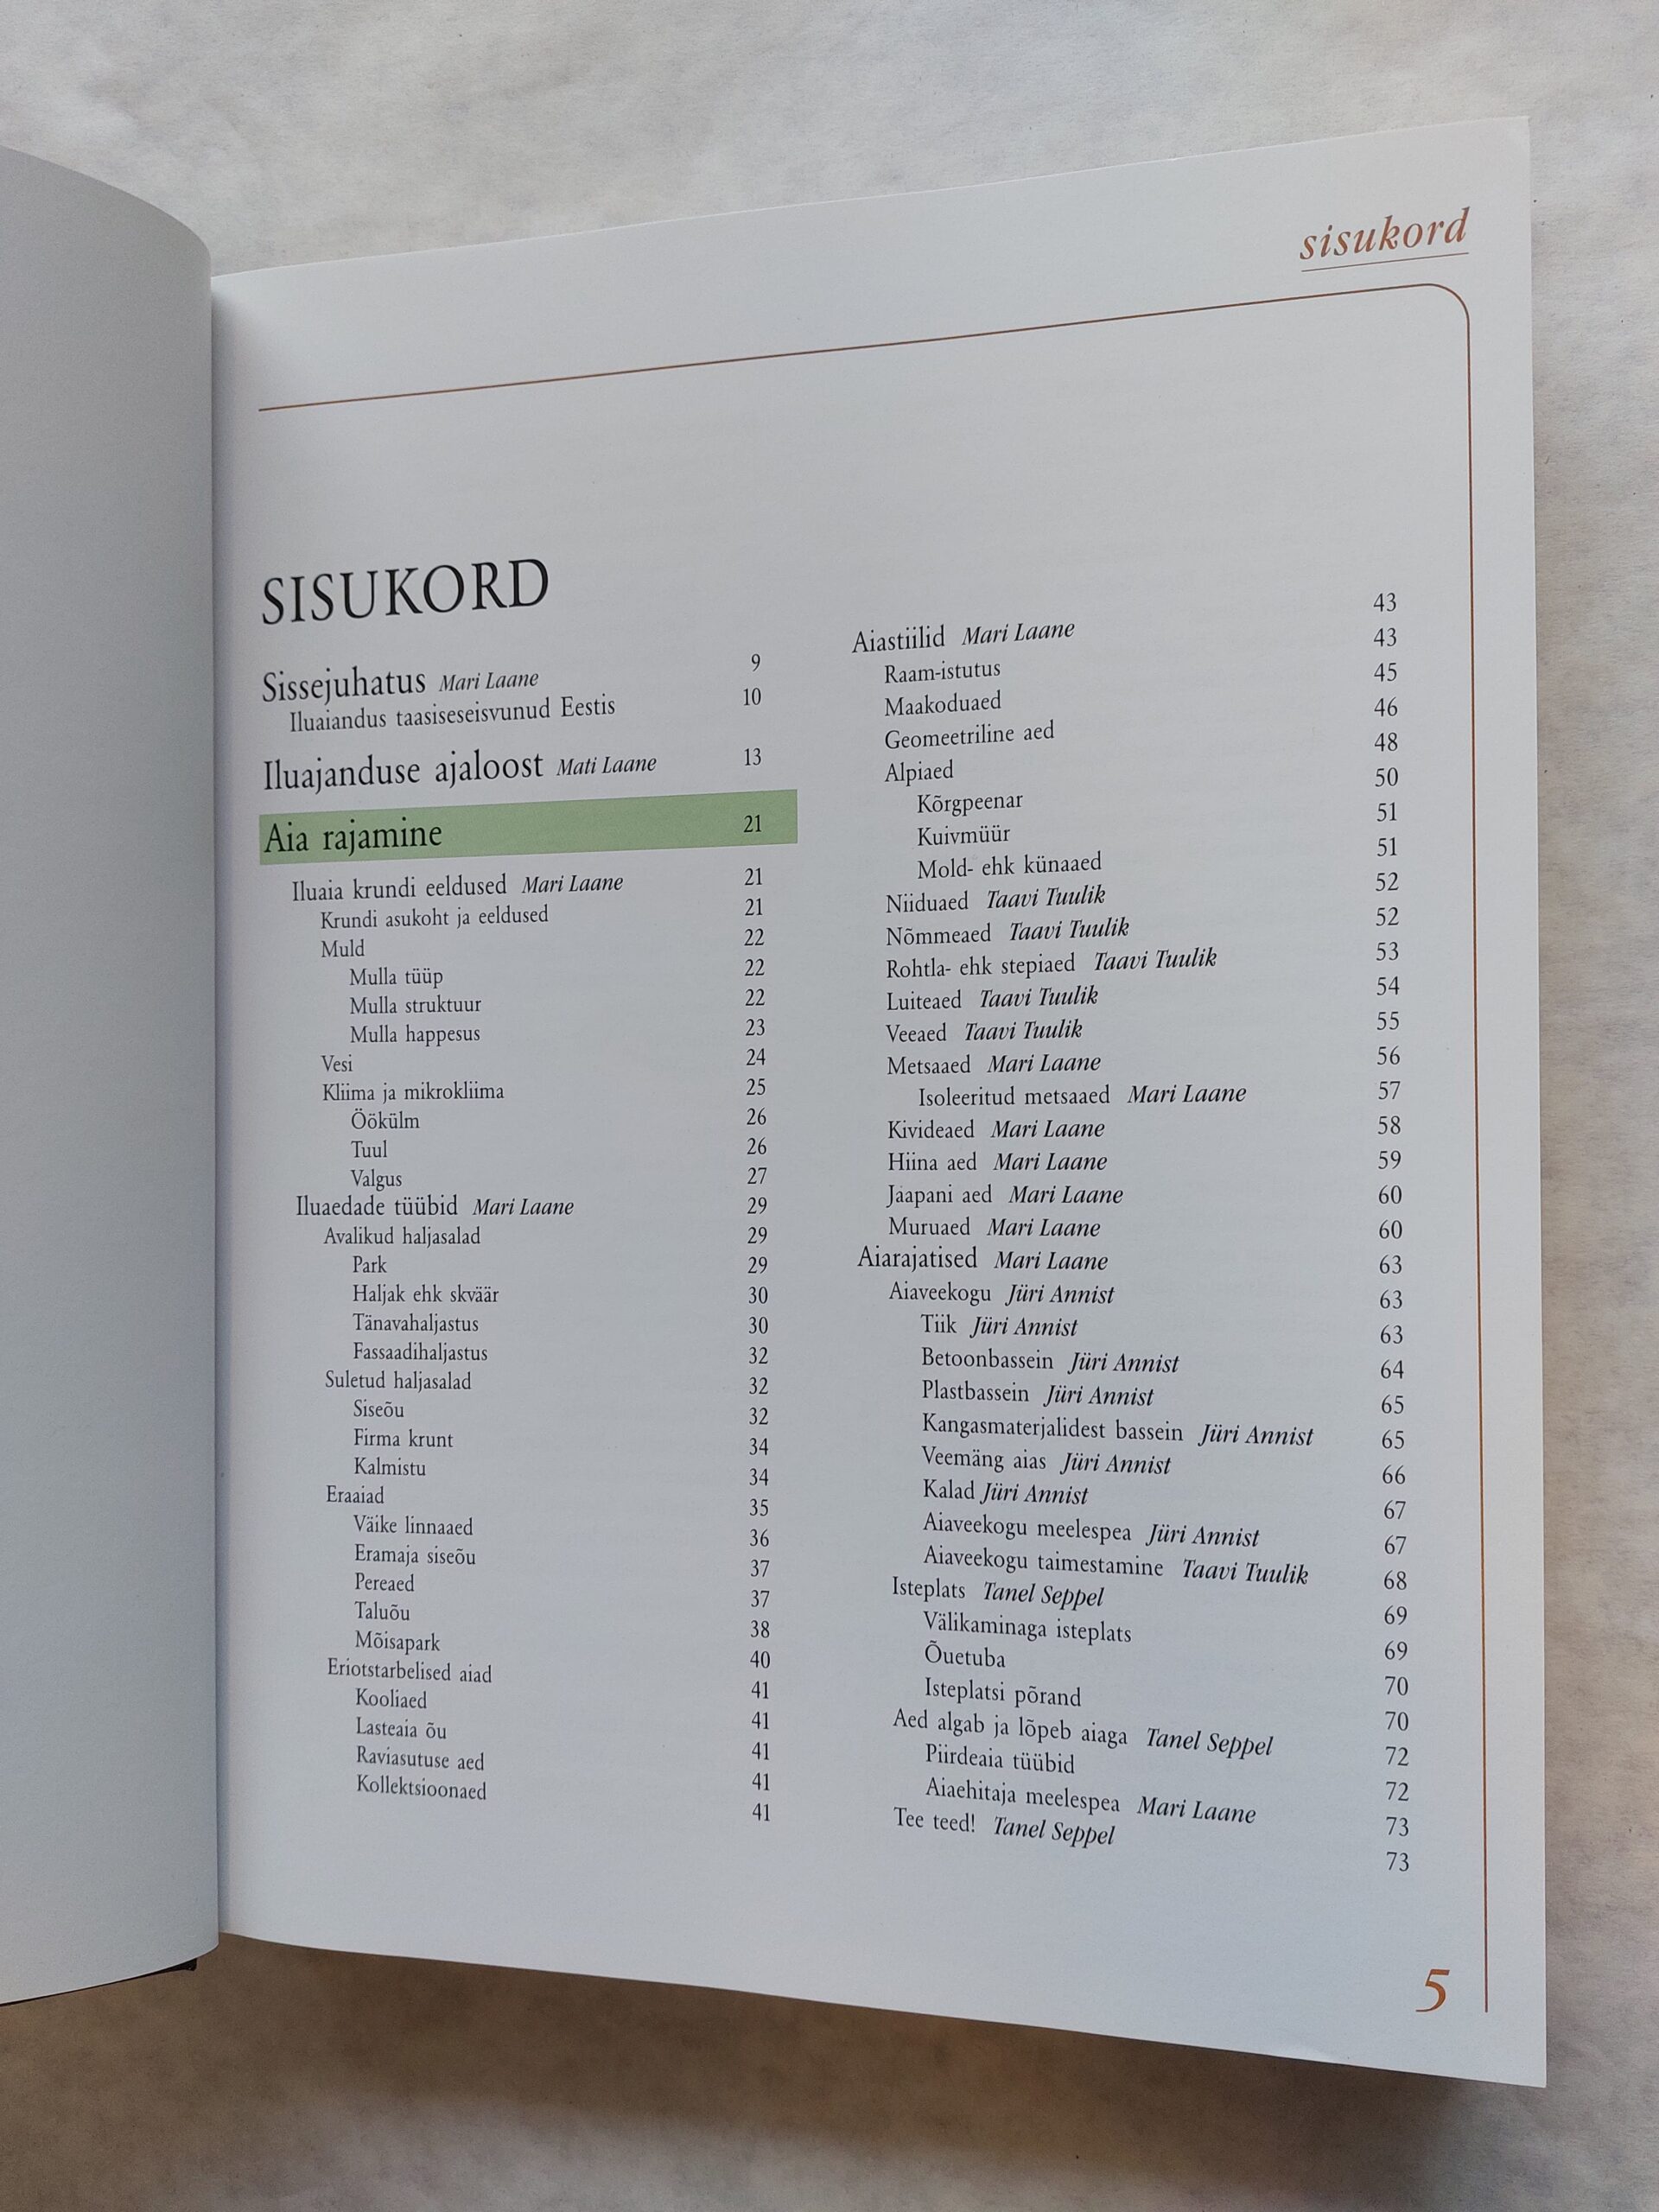 sisukord
SISUKORD
Sissejuhatus Mari Laane 9
Iluaiandus taasiseseisvunud Eestis 10
Iluajanduse ajaloost Mati Laane 13
Aia rajamine 21
Iluaia krundi eeldused Mari Laane 21
Krundi asukoht ja eeldused 21
Muld 22
Mulla tüüp 22
Mulla struktuur 22
Mulla happesus 23
Vesi 24
Kliima ja mikrokliima 25
Öökülm 26
Tuul 26
Valgus 27
Iluaedade tüübid Mari Laane 29
Avalikud haljasalad 29
Park 29
Haljak ehk skväär 30
Tänavahaljastus 30
Fassaadihaljastus 32
Suletud haljasalad 32
Siseõu 32
Firma krunt 34
Kalmistu 34
Eraaiad 35
Väike linnaaed 36
Eramaja siseõu 37
Pereaed 37
Taluõu 38
Mõisapark 40
Eriotstarbelised aiad 41
Kooliaed 41
Lasteaia õu 41
Raviasutuse aed 41
Kollektsioonaed 41
Aiastiilid Mari Laane 43
Raam-istutus 43
Maakoduaed 45
Geomeetriline aed 46
Alpiaed 48
Kõrgpeenar 50
Kuivmüür 51
Mold- ehk künaaed 51
Niiduaed Taavi Tuulik 52
Nõmmeaed Taavi Tuulik 52
Rohtla- ehk stepiaed Taavi Tuulik 53
Luiteaed Taavi Tuulik 54
Veeaed Taavi Tuulik 55
Metsaaed Mari Laane 56
Isoleeritud metsaaed Mari Laane 57
Kivideaed Mari Laane 58
Hiina aed Mari Laane 59
Jaapani aed Mari Laane 60
Muruaed Mari Laane 60
Aiarajatised Mari Laane 63
Aiaveekogu Jüri Annist 63
Tiik Jüri Annist 63
Betoonbassein Jüri Annist 64
Plastbassein Jüri Annist 65
Kangasmaterjalidest bassein Jüri Annist 65
Veemäng aias Jüri Annist 66
Kalad Jüri Annist 67
Aiaveekogu meelespea Jüri Annist 67
Aiaveekogu taimestamine Taavi Tuulik 68
Isteplats Tanel Seppel 69
Välikaminaga isteplats 69
Õuetuba 70
Isteplatsi põrand 70
Aed algab ja lõpeb aiaga Tanel Seppel 72
Piirdeaia tüübid 72
Aiaehitaja meelespea Mari Laane 73
Tee teed! Tanel Seppel 73
5